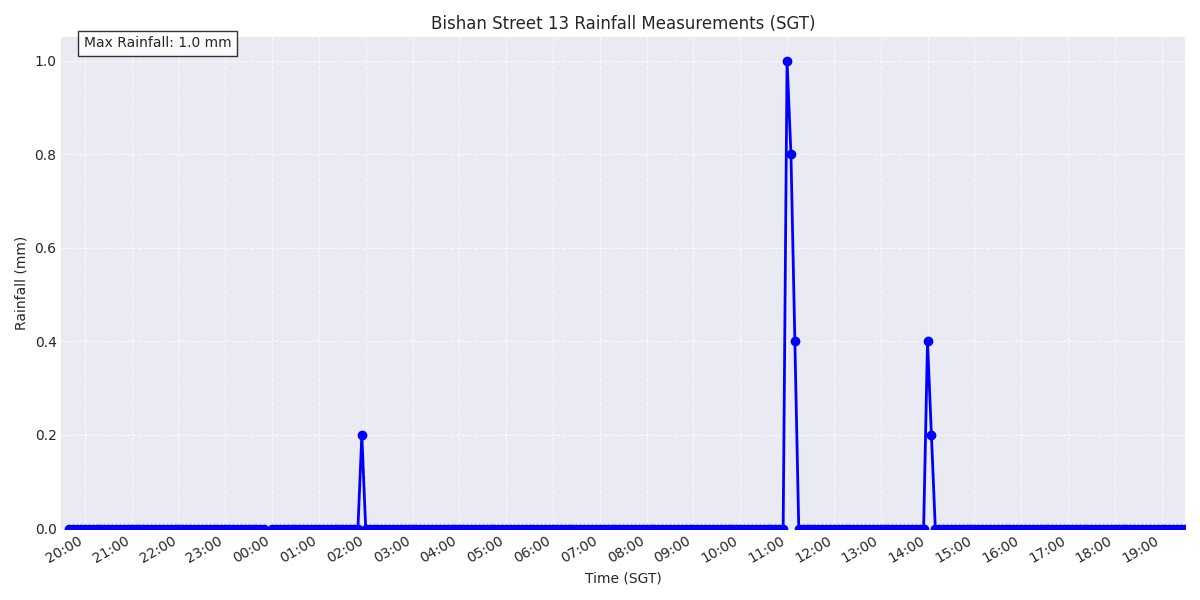 Bishan Street 13 Rainfall Measurements (SGT)
Max Rainfall: 1.0 mm
1.0
0.8
0.6
0.4
0.2
0.0
Rainfall (mm)
20:00 21:00 22:00 23:00 00:00 01:00 02:00 03:00 04:00 05:00 06:00 07:00 08:00 09:00 10:00 11:00 12:00 13:00 14:00 15:00 16:00 17:00 18:00 19:00
Time (SGT)